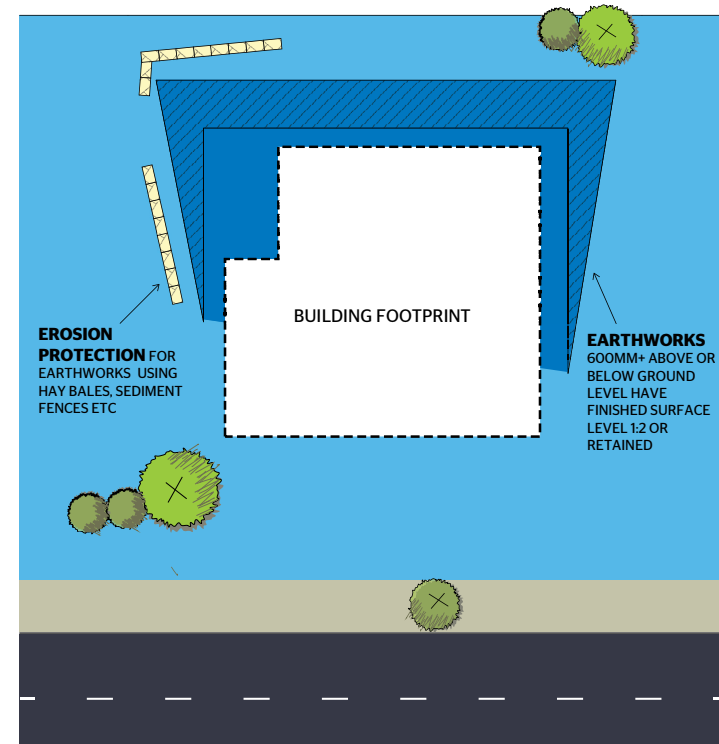 BUILDING FOOTPRINT
EROSION
PROTECTION FOR
EARTHWORKS USING
HAY BALES, SEDIMENT
FENCES ETC
EARTHWORKS
600MM+ ABOVE OR
BELOW GROUND
LEVEL HAVE
FINISHED SURFACE
LEVEL 1:2 OR
RETAINED